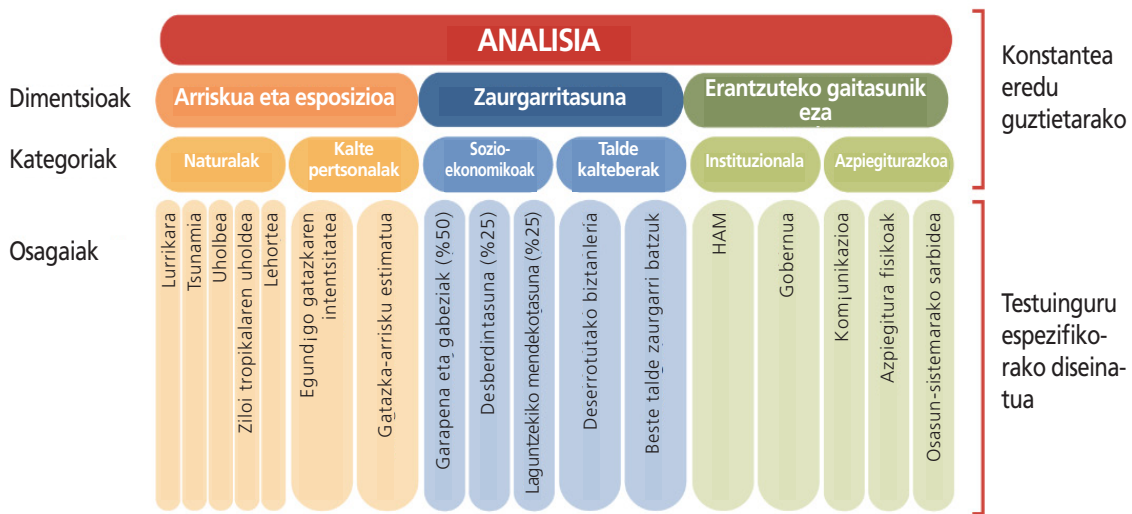 ANALISIA
Dimentsioak
Arriskua eta esposizioa
Zaurgarritasuna
Erantzuteko gaitasunik
eza
Kategoriak
Naturalak
Kalte
pertsonalak
Sozio-
ekonomikoak
Talde
kalteberak
Instituzionala
Azpiegiturazkoa
Konstantea
eredu
guztietarako
Osagaiak
Lurrikara
Tsunamia
Uholbea
Ziloi tropikalaren uholdea
Lehortea
Egundigo gatazkaren
intentsitatea
Gatazka-arrisku estimatua
Garapena eta gabeziak (%50)
Desberdintasuna (%25)
Laguntzekiko mendekotasuna (%25)
Deserrotutako biztanleria
Beste talde zaurgarri batzuk
HAM
Gobernua
Komunikazioa
Azpiegitura fisikoak
Osasun-sistemarako sarbidea
Testuinguru
espezifiko-
rako diseina-
tua